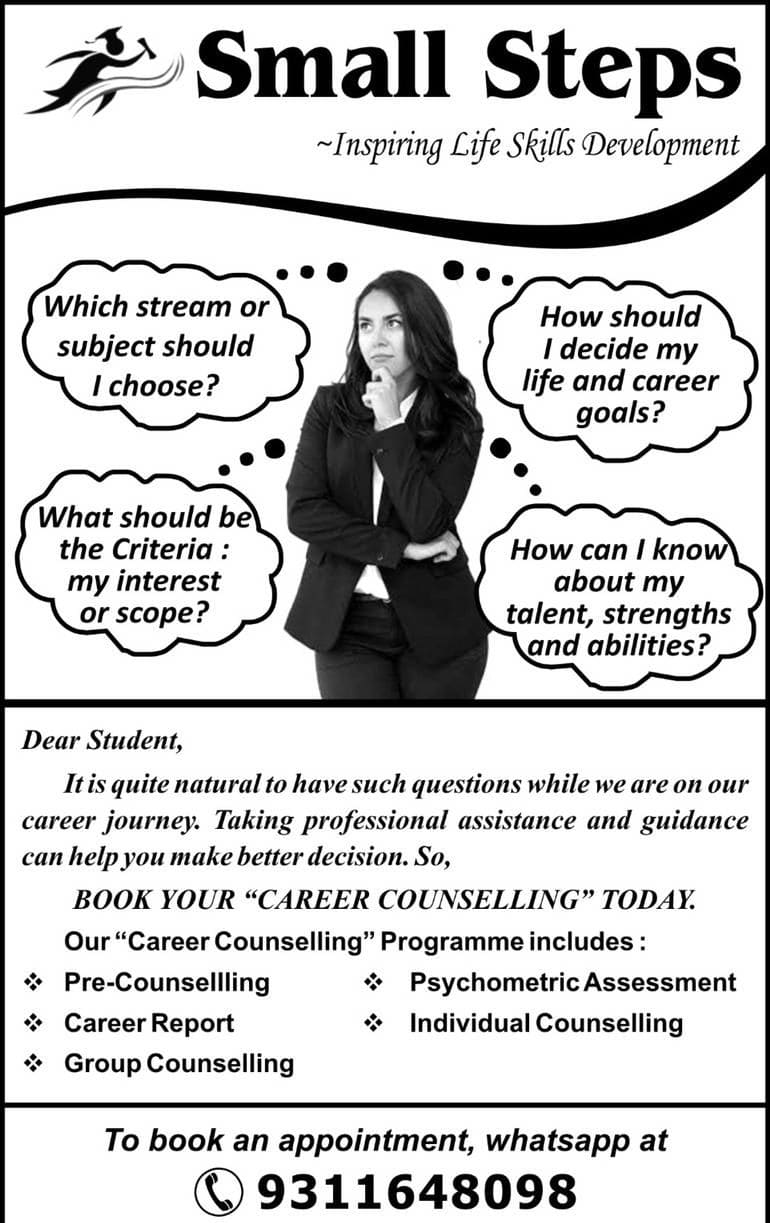 Small Steps
~Inspiring Life Skills Development
Which stream or
subject should
I choose?
How should
I decide my
life and career
goals?
What should be
the Criteria :
my interest
or scope?
How can I know
about my
talent, strengths
and abilities?
Dear Student,
It is quite natural to have such questions while we are on our
career journey. Taking professional assistance and guidance
can help you make better decision. So,
BOOK YOUR “CAREER COUNSELLING” TODAY.
Our “Career Counselling” Programme includes :
❖ Pre-Counsellling
❖ Psychometric Assessment
❖ Career Report
❖ Individual Counselling
❖ Group Counselling
To book an appointment, whatsapp at
9311648098